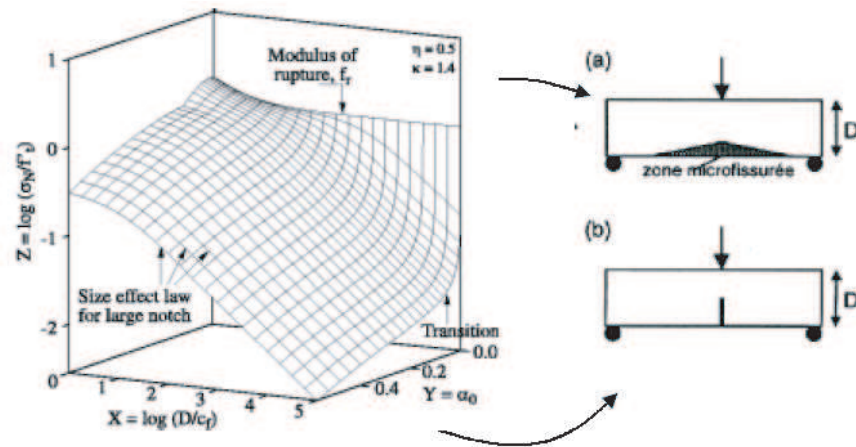 1
0
-1
-2
Z = log (σN/f't)
Modulus of
rupture, fr
η = 0.5
κ = 1.4
Size effect law
for large notch
Transition
0
1
2
3
4
5
X = log (D/cf)
0.0
0.2
0.4
Y = α0
(a)
D
zone microfissurée
(b)
D